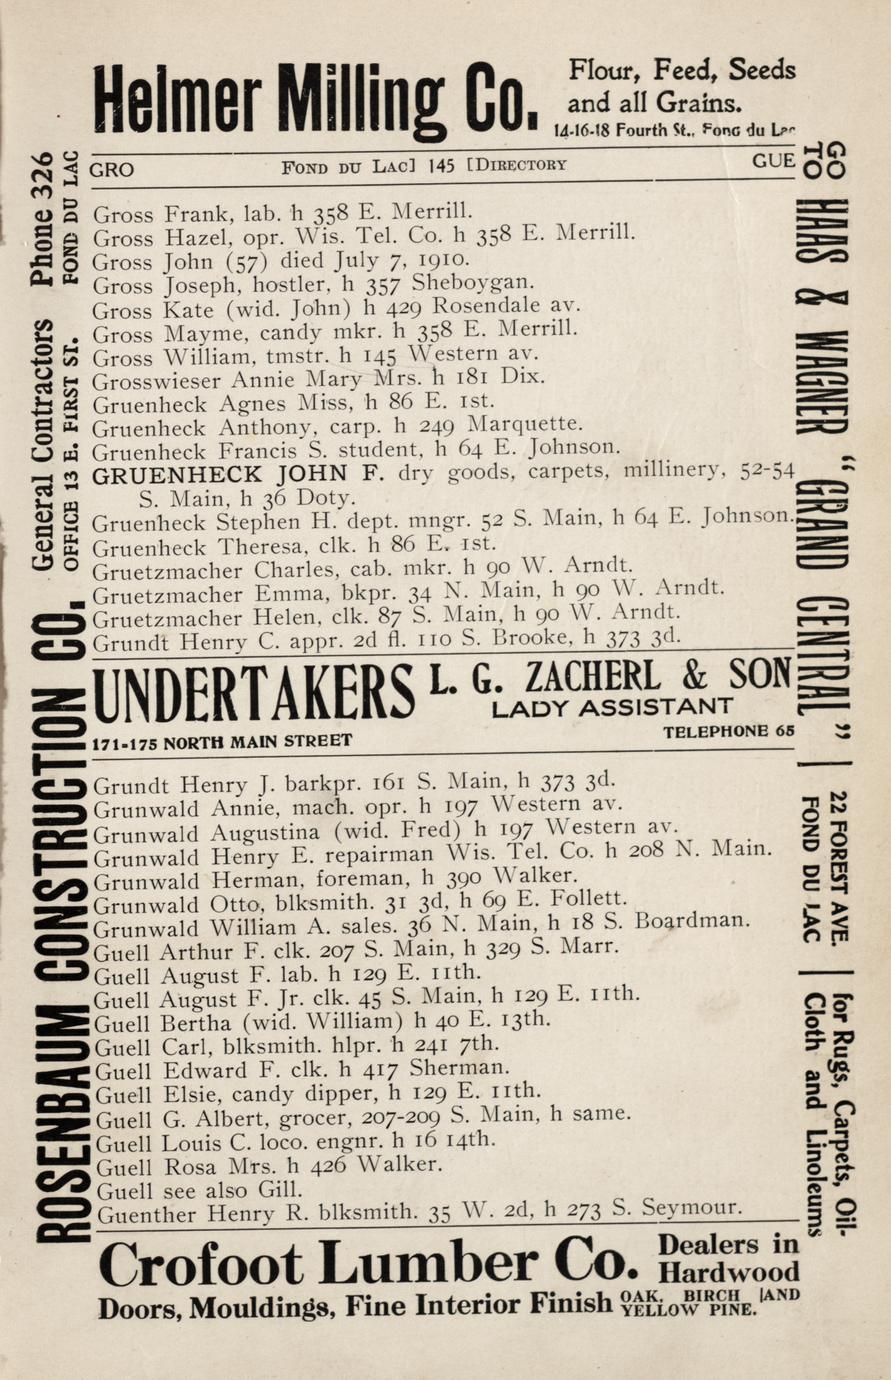 Helmer Milling Co.
Flour, Feed, Seeds
and all Grains.
14-16-18 Fourth St., Fond du Lac
GRO FOND DU LAC] 145 [DIRECTORY GUE
Gross Frank, lab. h 358 E. Merrill.
Gross Hazel, opr. Wis. Tel. Co. h 358 E. Merrill.
Gross John (57) died July 7, 1910.
Gross Joseph, hostler, h 357 Sheboygan.
Gross Kate (wid. John) h 429 Rosendale av.
Gross Mayme, candy mkr. h 358 E. Merrill.
Gross William, tmstr. h 145 Western av.
Grosswieser Annie Mary Mrs. h 181 Dix.
Gruenheck Agnes Miss, h 86 E. 1st.
Gruenheck Anthony, carp. h 249 Marquette.
Gruenheck Francis S. student, h 64 E. Johnson.
GRUENHECK JOHN F. dry goods, carpets, millinery, 52-54
S. Main, h 36 Doty.
Gruenheck Stephen H. dept. mngr. 52 S. Main, h 64 E. Johnson.
Gruenheck Theresa, clk. h 86 E. 1st.
Gruetzmacher Charles, cab. mkr. h 90 W. Arndt.
Gruetzmacher Emma, bkpr. 34 N. Main, h 90 W. Arndt.
Gruetzmacher Helen, clk. 87 S. Main, h 90 W. Arndt.
Grundt Henry C. appr. 2d fl. 110 S. Brooke, h 373 3d.
UNDERTAKERS L. G. ZACHERL & SON
LADY ASSISTANT
171-175 NORTH MAIN STREET TELEPHONE 65
Grundt Henry J. barkpr. 161 S. Main, h 373 3d.
Grunwald Annie, mach. opr. h 197 Western av.
Grunwald Augustina (wid. Fred) h 197 Western av.
Grunwald Henry E. repairman Wis. Tel. Co. h 208 N. Main.
Grunwald Herman, foreman, h 390 Walker.
Grunwald Otto, blksmith. 31 3d, h 69 E. Follett.
Grunwald William A. sales. 36 N. Main, h 18 S. Boardman.
Guell Arthur F. clk. 207 S. Main, h 329 S. Marr.
Guell August F. lab. h 129 E. 11th.
Guell August F. Jr. clk. 45 S. Main, h 129 E. 11th.
Guell Bertha (wid. William) h 40 E. 13th.
Guell Carl, blksmith. hlpr. h 241 7th.
Guell Edward F. clk. h 417 Sherman.
Guell Elsie, candy dipper, h 129 E. 11th.
Guell G. Albert, grocer, 207-209 S. Main, h same.
Guell Louis C. loco. engnr. h 16 14th.
Guell Rosa Mrs. h 426 Walker.
Guell see also Gill.
Guenther Henry R. blksmith. 35 W. 2d, h 273 S. Seymour.
Crofoot Lumber Co.
Dealers in
Hardwood
Doors, Mouldings, Fine Interior Finish OAK, BIRCH AND
YELLOW PINE.
ROSENBAUM CONSTRUCTION CO.
General Contractors Phone 326
OFFICE 13 E. FIRST ST. FOND DU LAC
GO
TO
HAAS & WAGNER "GRAND CENTRAL"
22 FOREST AVE.
FOND DU LAC
for Rugs, Carpets, Oil-
Cloth and Linoleums